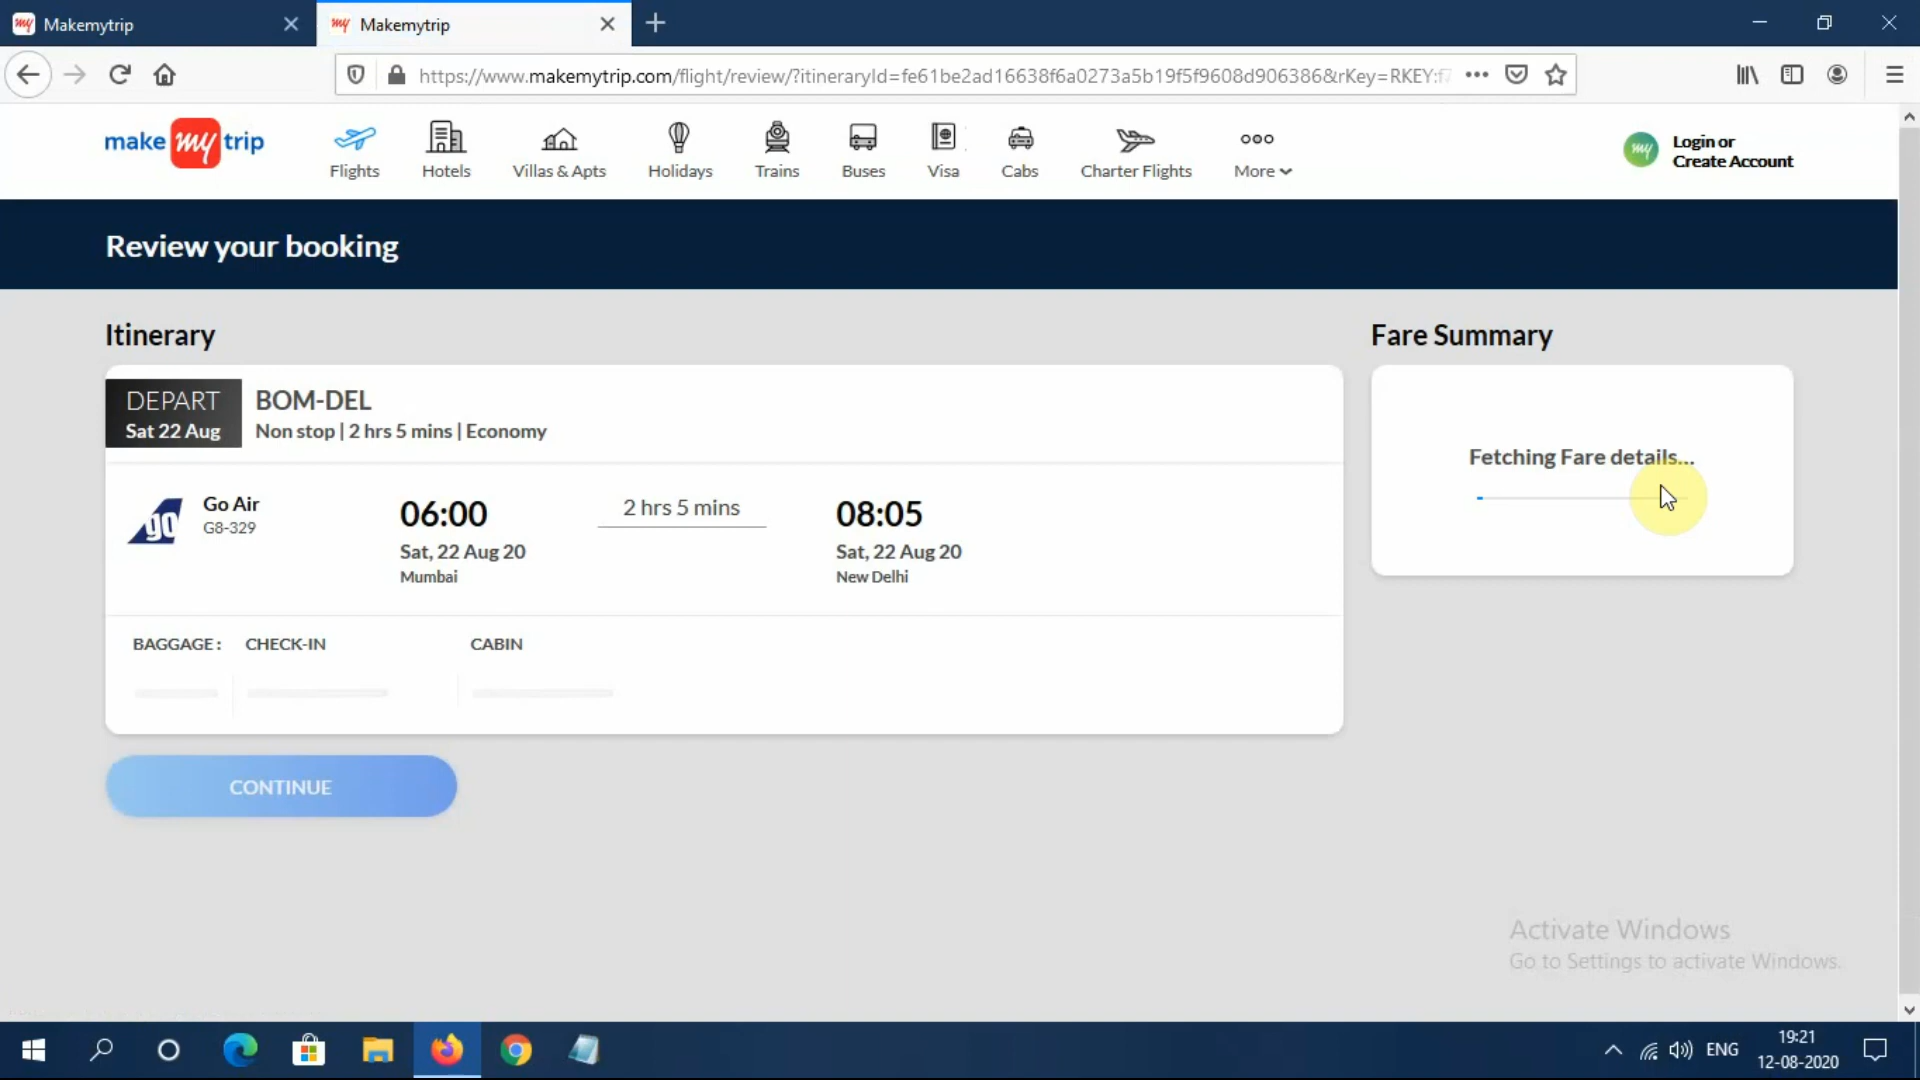 Makemytrip
Makemytrip
https://www.makemytrip.com/flight/review/?itineraryId=fe61be2ad16638f6a0273a5b19f5f9608d906386&rKey=RKEY:f7
make my trip
Flights
Hotels
Villas & Apts
Holidays
Trains
Buses
Visa
Cabs
Charter Flights
More
my
Login or
Create Account
Review your booking
Itinerary
Fare Summary
DEPART
Sat 22 Aug
BOM-DEL
Non stop | 2 hrs 5 mins | Economy
Fetching Fare details...
go
Go Air
G8-329
06:00
Sat, 22 Aug 20
Mumbai
2 hrs 5 mins
08:05
Sat, 22 Aug 20
New Delhi
BAGGAGE :
CHECK-IN
CABIN
CONTINUE
Activate Windows
Go to Settings to activate Windows.
ENG
19:21
12-08-2020